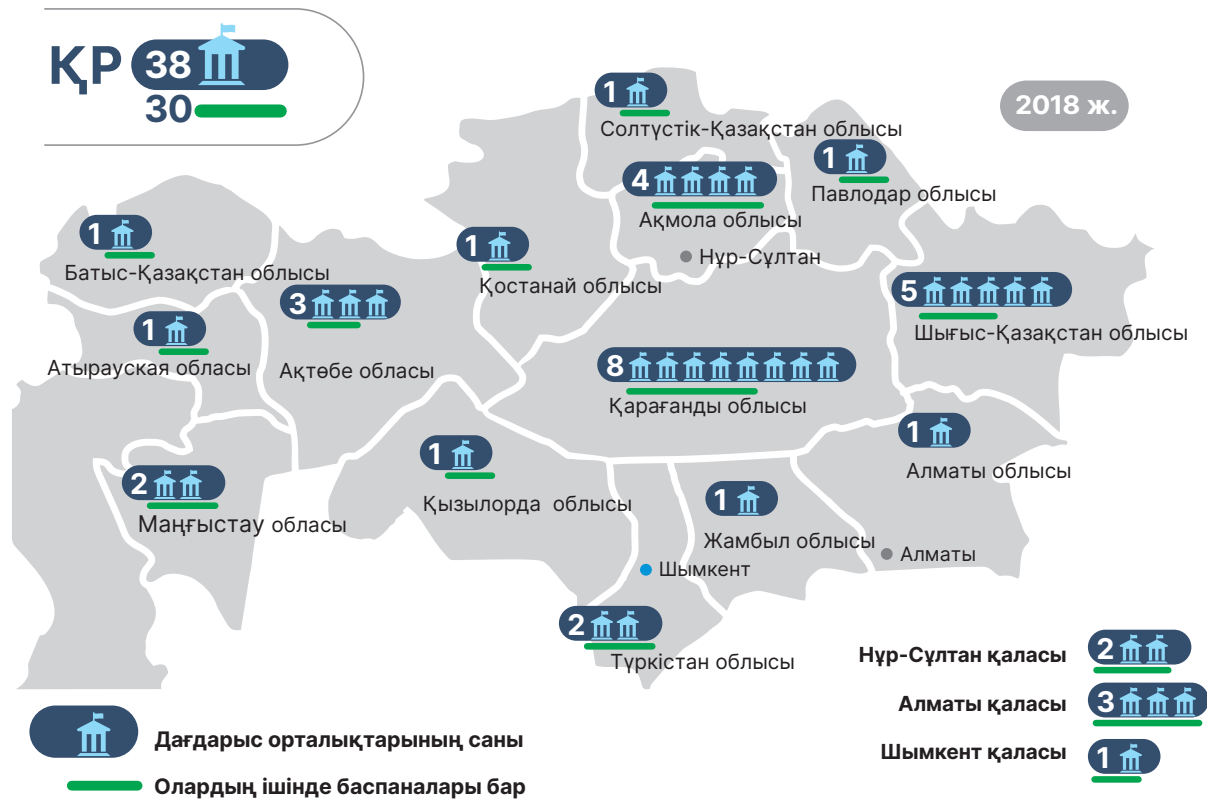 ҚР 38
30
2018 ж.
1
Солтүстік-Қазақстан облысы
1
Павлодар облысы
4
Ақмола облысы
Нұр-Сұлтан
1
Батыс-Қазақстан облысы
1
Қостанай облысы
3
Ақтөбе обласы
5
Шығыс-Қазақстан облысы
1
Атырауская обласы
8
Қарағанды облысы
1
Алматы облысы
1
Қызылорда облысы
2
Маңғыстау обласы
1
Жамбыл облысы
Алматы
Шымкент
2
Түркістан облысы
Нұр-Сұлтан қаласы 2
Алматы қаласы 3
Шымкент қаласы 1
Дағдарыс орталықтарының саны
Олардың ішінде баспаналары бар